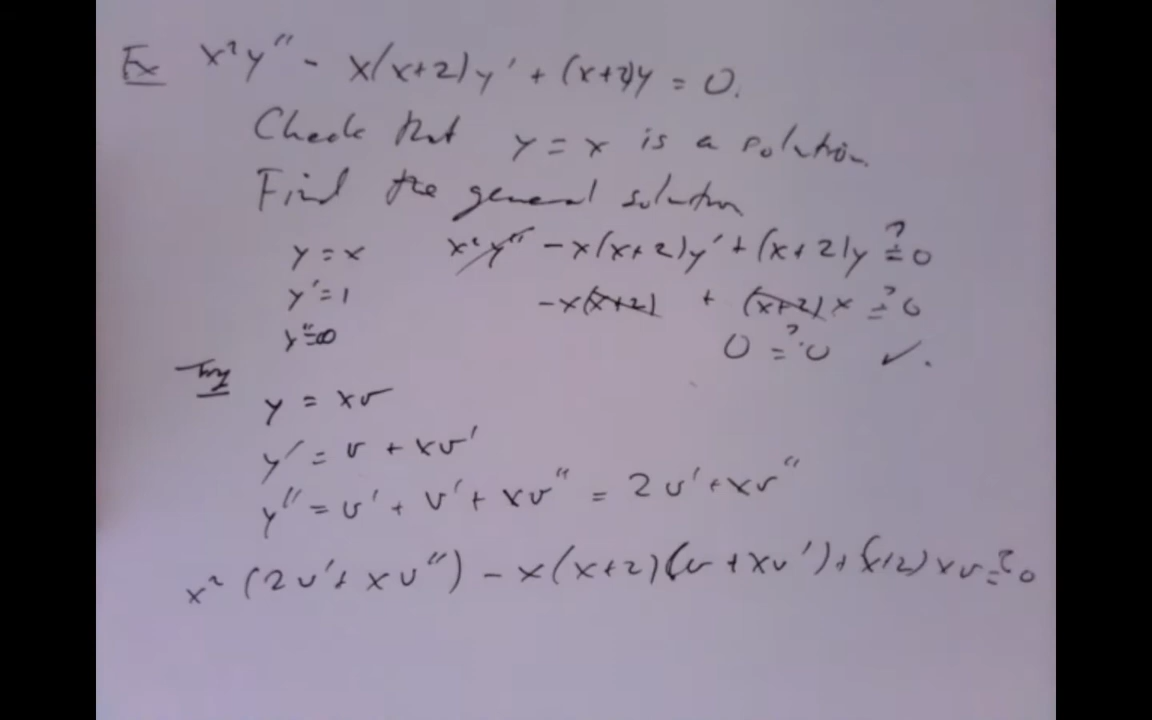 Ex x²y" - x(x+2)y' + (x+2)y = 0.
Check that y = x is a solution.
Find the general solution
y = x x²y" - x(x+2)y' + (x+2)y ?= 0
y' = 1 -x(x+2) + (x+2)x ?= 0
y" = 0 0 ?= 0 ✓.
Try
y = xv
y' = v + xv'
y" = v' + v' + xv" = 2v' + xv"
x²(2v' + xv") - x(x+2)(v + xv') + (x+2)xv ?= 0